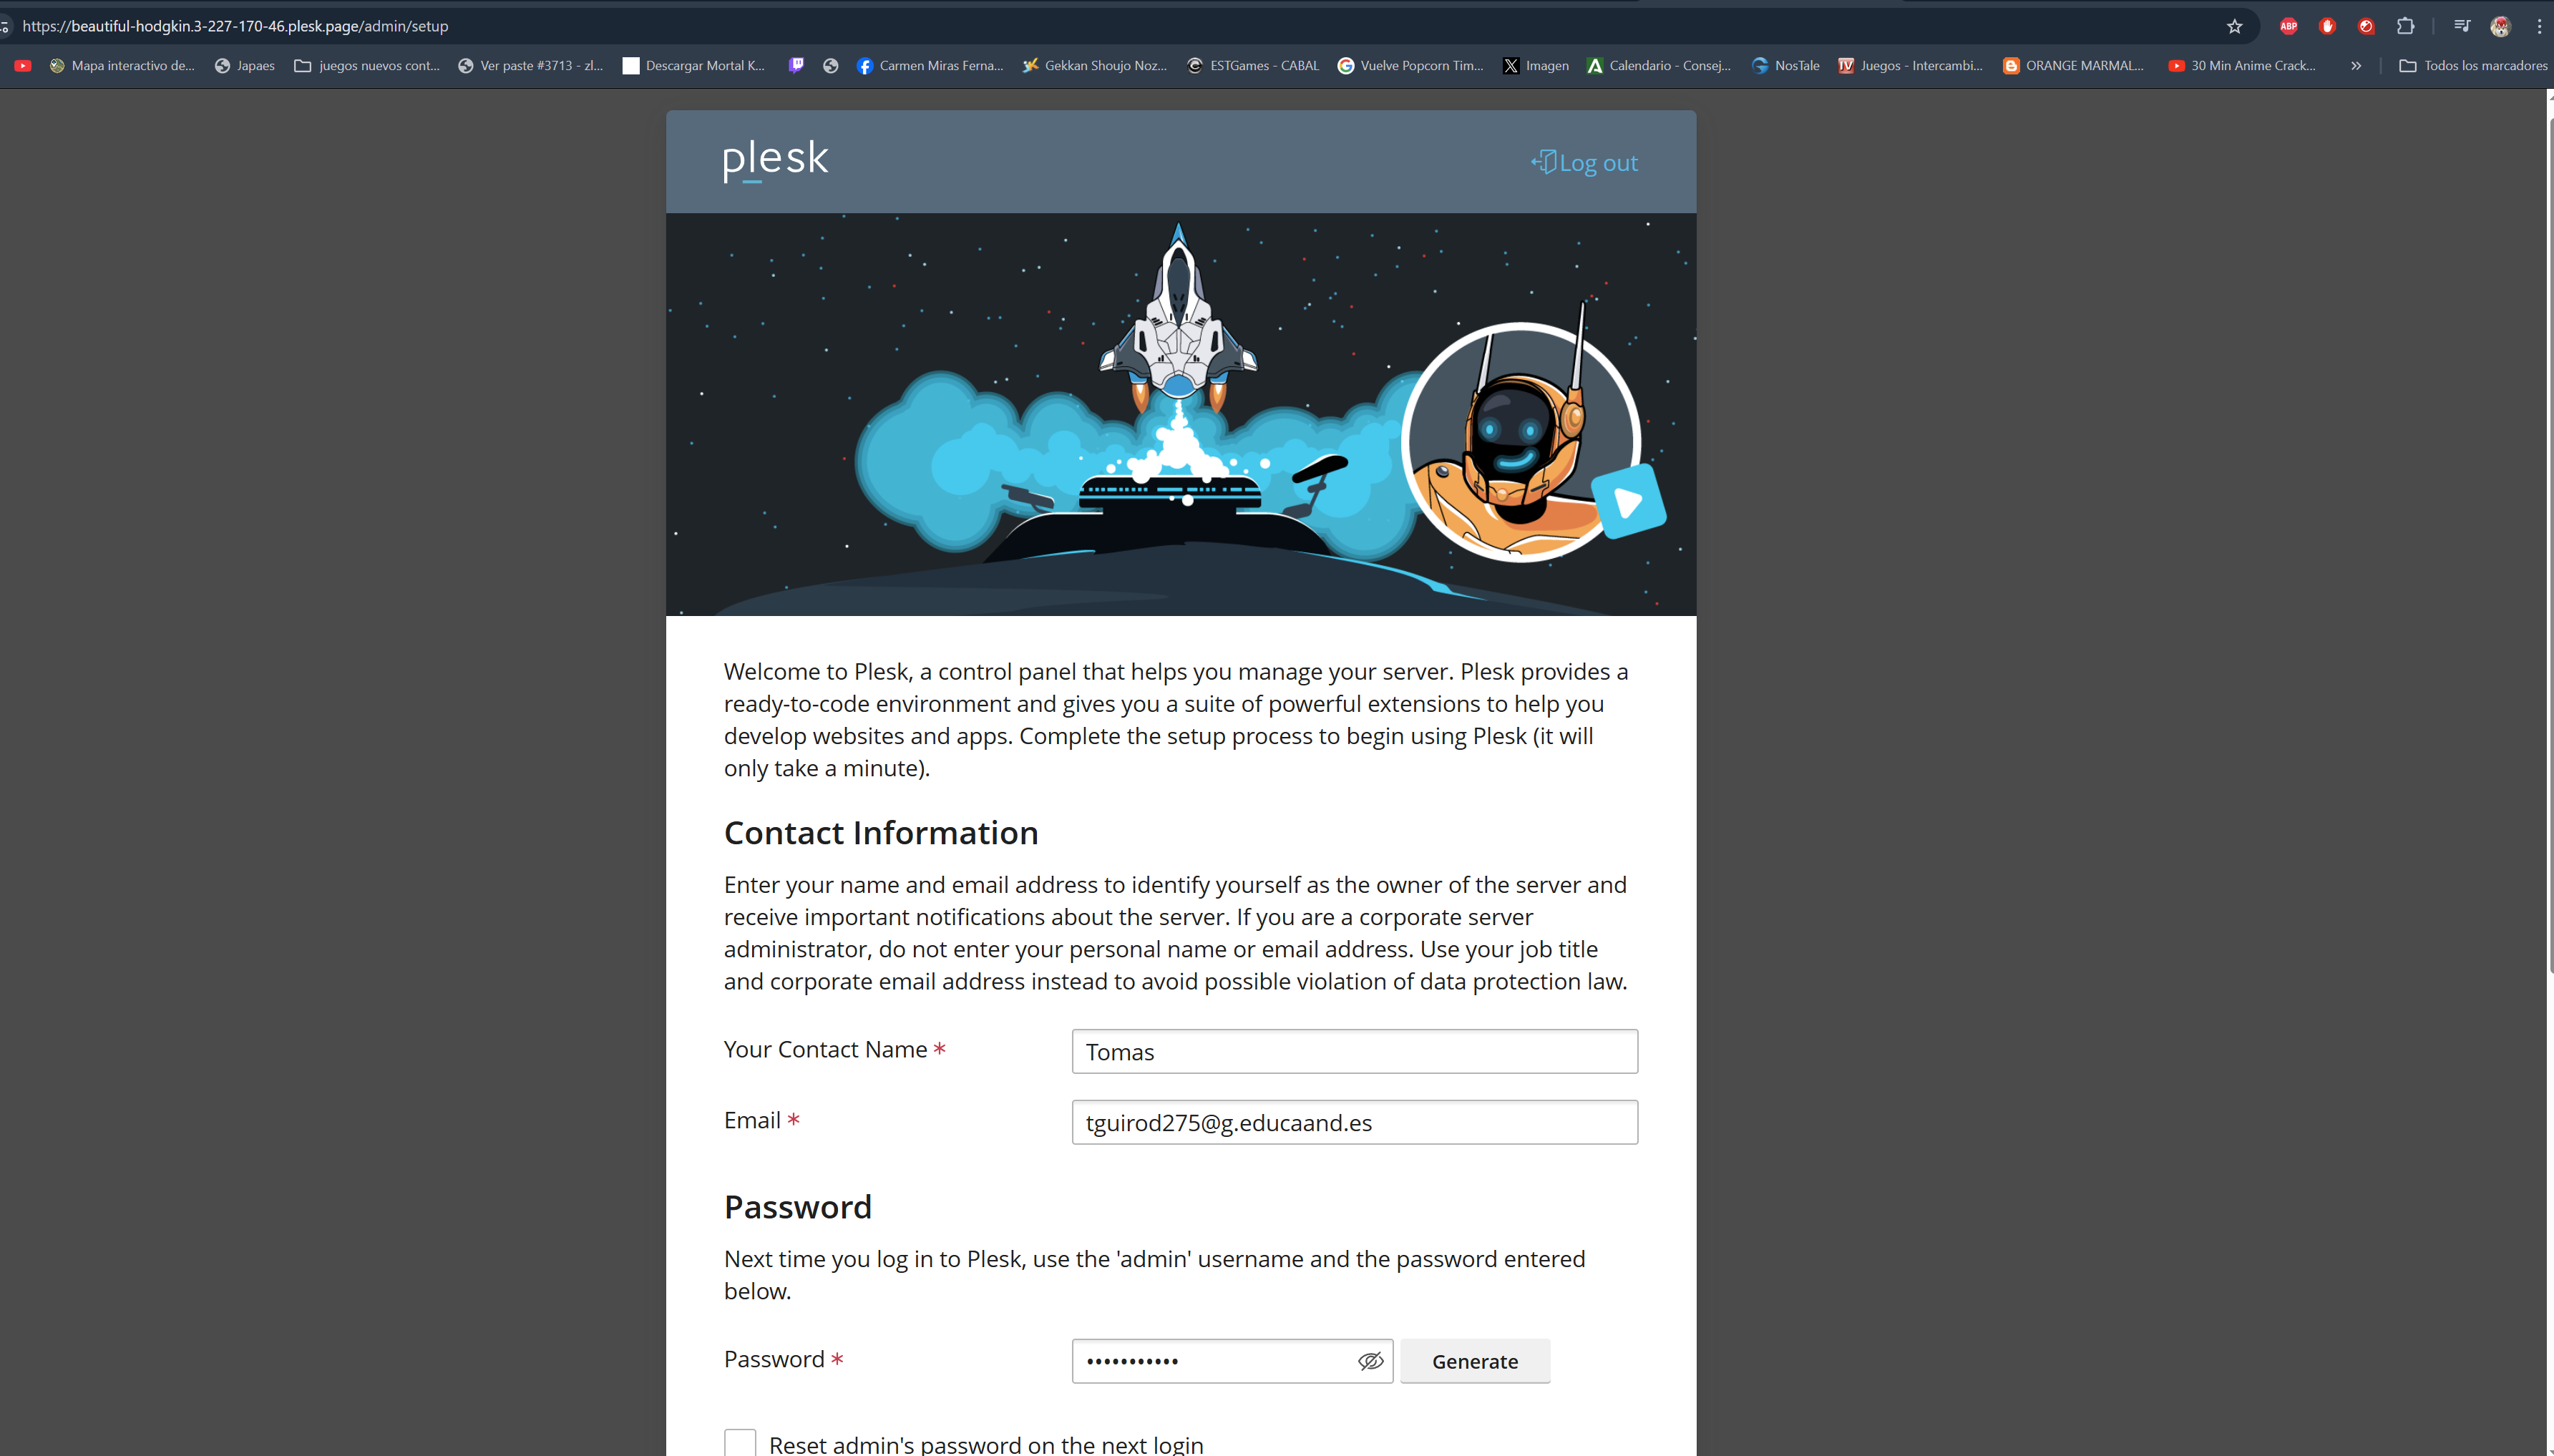 https://beautiful-hodgkin.3-227-170-46.plesk.page/admin/setup
ABP
Mapa interactivo de... Japaes juegos nuevos cont... Ver paste #3713 - zl... Descargar Mortal K... Carmen Miras Ferna... Gekkan Shoujo Noz... ESTGames - CABAL Vuelve Popcorn Tim... Imagen Calendario - Consej... NosTale Juegos - Intercambi... ORANGE MARMAL... 30 Min Anime Crack... » Todos los marcadores
plesk
Log out
Welcome to Plesk, a control panel that helps you manage your server. Plesk provides a
ready-to-code environment and gives you a suite of powerful extensions to help you
develop websites and apps. Complete the setup process to begin using Plesk (it will
only take a minute).
Contact Information
Enter your name and email address to identify yourself as the owner of the server and
receive important notifications about the server. If you are a corporate server
administrator, do not enter your personal name or email address. Use your job title
and corporate email address instead to avoid possible violation of data protection law.
Your Contact Name *
Tomas
Email *
tguirod275@g.educaand.es
Password
Next time you log in to Plesk, use the 'admin' username and the password entered
below.
Password *
•••••••••••
Generate
Reset admin's password on the next login